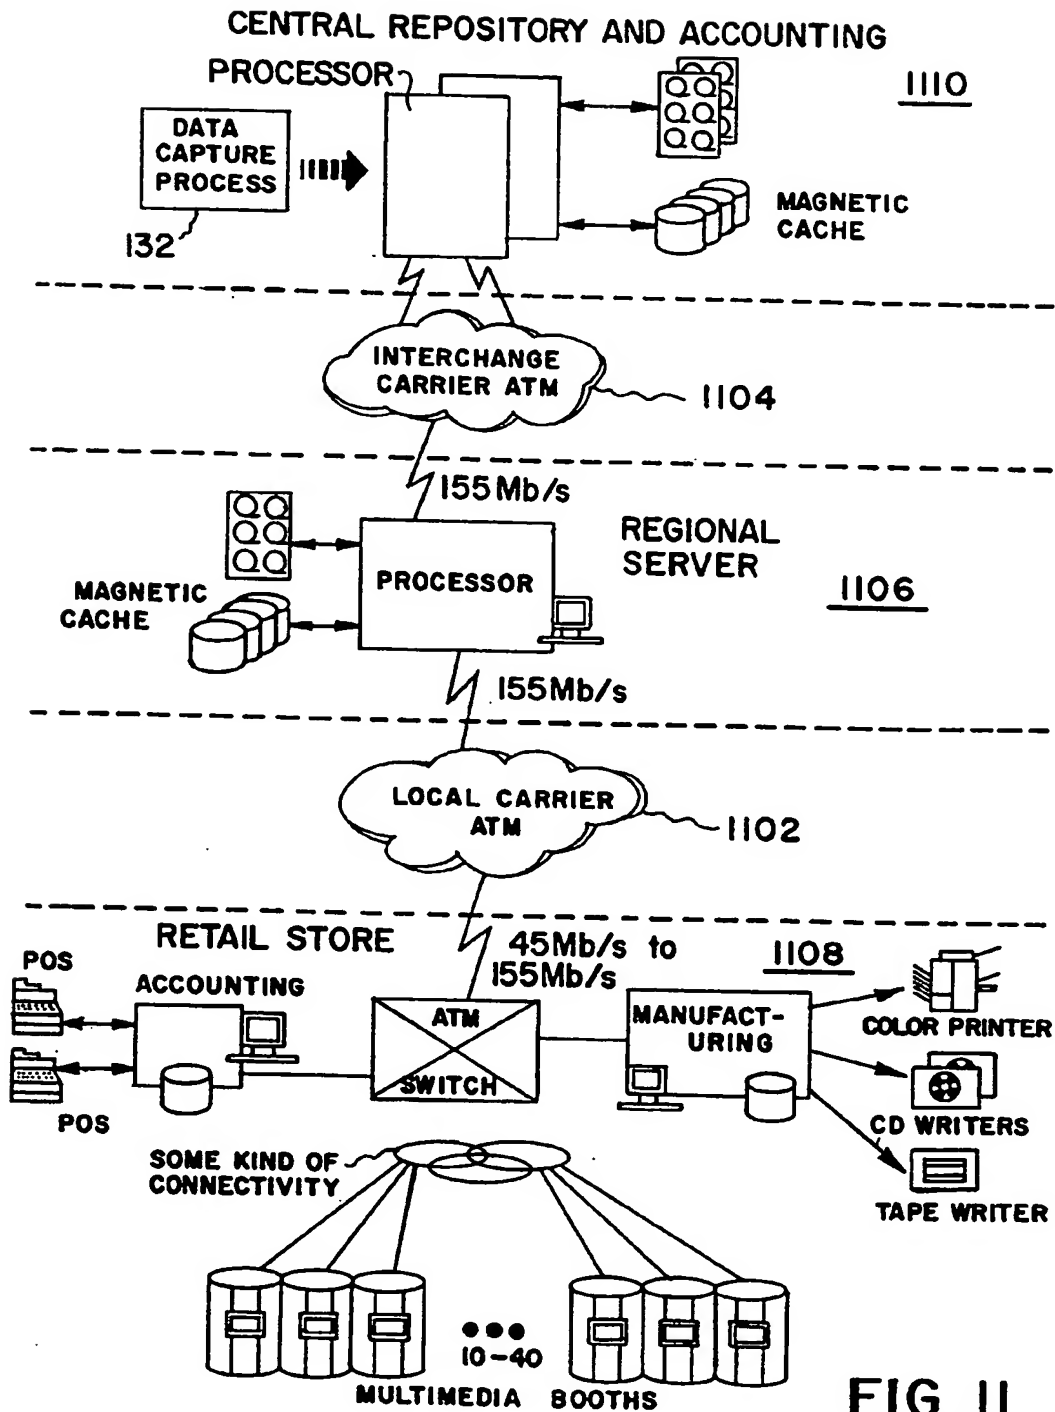 CENTRAL REPOSITORY AND ACCOUNTING
PROCESSOR
1110
DATA
CAPTURE
PROCESS
132
MAGNETIC
CACHE
INTERCHANGE
CARRIER ATM
1104
155Mb/s
REGIONAL
SERVER
1106
PROCESSOR
MAGNETIC
CACHE
155Mb/s
LOCAL CARRIER
ATM
1102
RETAIL STORE
45Mb/s to
155Mb/s
1108
POS
ACCOUNTING
ATM
SWITCH
MANUFACT-
URING
COLOR PRINTER
POS
CD WRITERS
SOME KIND OF
CONNECTIVITY
TAPE WRITER
10-40
MULTIMEDIA BOOTHS
FIG 11